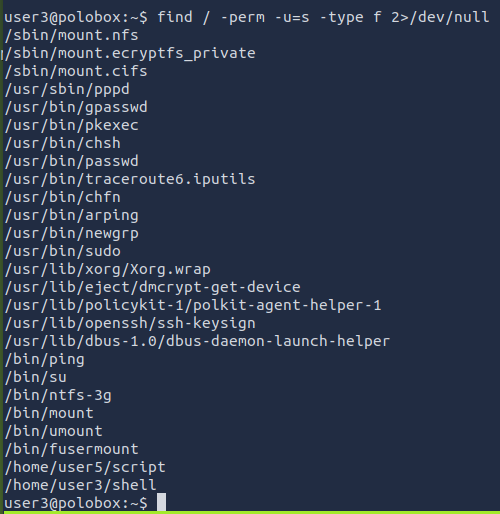 user3@polobox:~$ find / -perm -u=s -type f 2>/dev/null
/sbin/mount.nfs
/sbin/mount.ecryptfs_private
/sbin/mount.cifs
/usr/sbin/pppd
/usr/bin/gpasswd
/usr/bin/pkexec
/usr/bin/chsh
/usr/bin/passwd
/usr/bin/traceroute6.iputils
/usr/bin/chfn
/usr/bin/arping
/usr/bin/newgrp
/usr/bin/sudo
/usr/lib/xorg/Xorg.wrap
/usr/lib/eject/dmcrypt-get-device
/usr/lib/policykit-1/polkit-agent-helper-1
/usr/lib/openssh/ssh-keysign
/usr/lib/dbus-1.0/dbus-daemon-launch-helper
/bin/ping
/bin/su
/bin/ntfs-3g
/bin/mount
/bin/umount
/bin/fusermount
/home/user5/script
/home/user3/shell
user3@polobox:~$